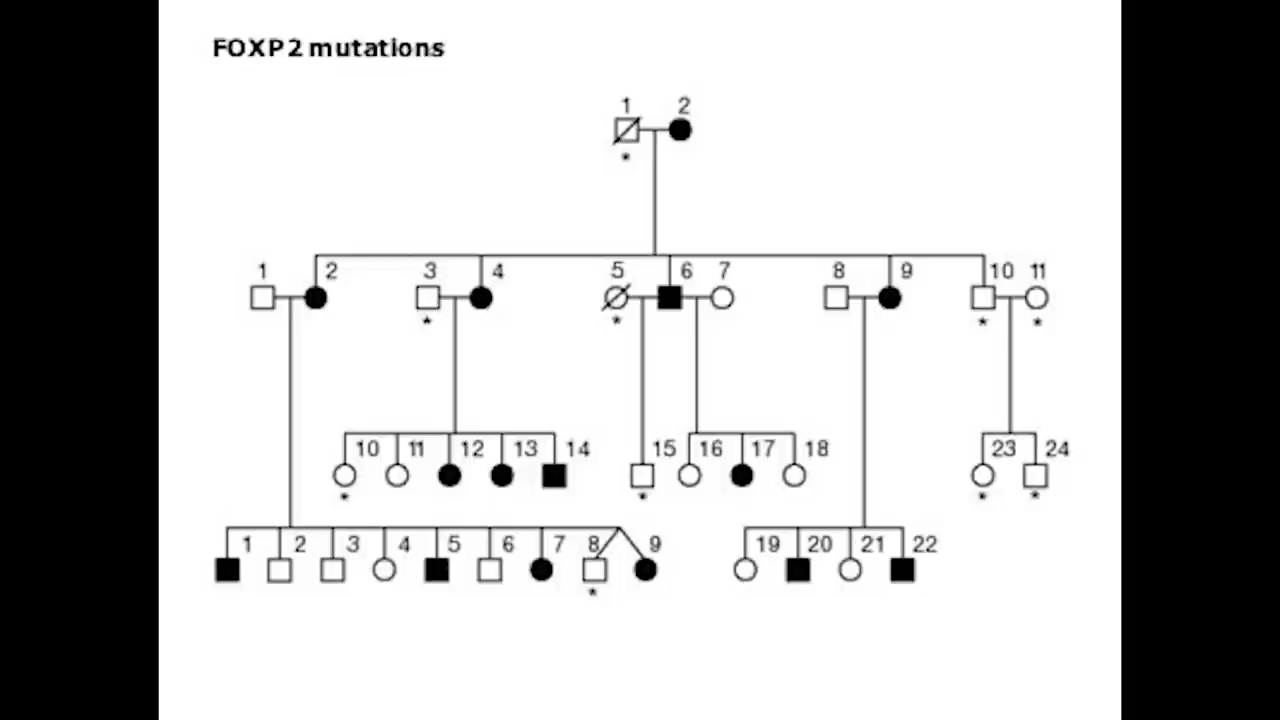 FOXP2 mutations
1 2
*
1 2 3 4 5 6 7 8 9 10 11
* * * *
10 11 12 13 14 15 16 17 18 23 24
* * * *
1 2 3 4 5 6 7 8 9 19 20 21 22
*